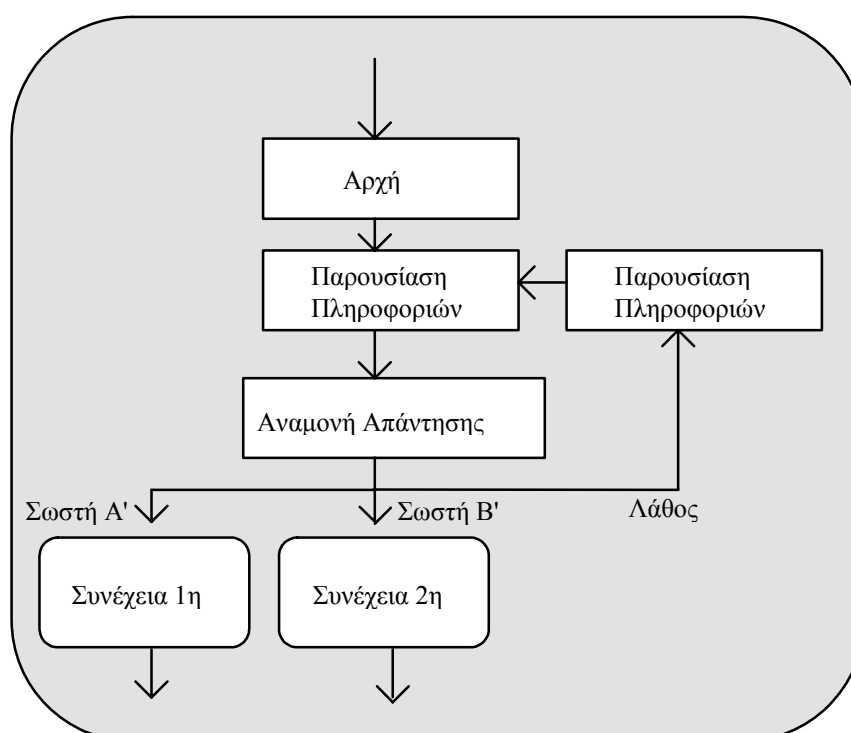 Αρχή
Παρουσίαση
Πληροφοριών
Παρουσίαση
Πληροφοριών
Αναμονή Απάντησης
Σωστή Α'
Σωστή Β'
Λάθος
Συνέχεια 1η
Συνέχεια 2η